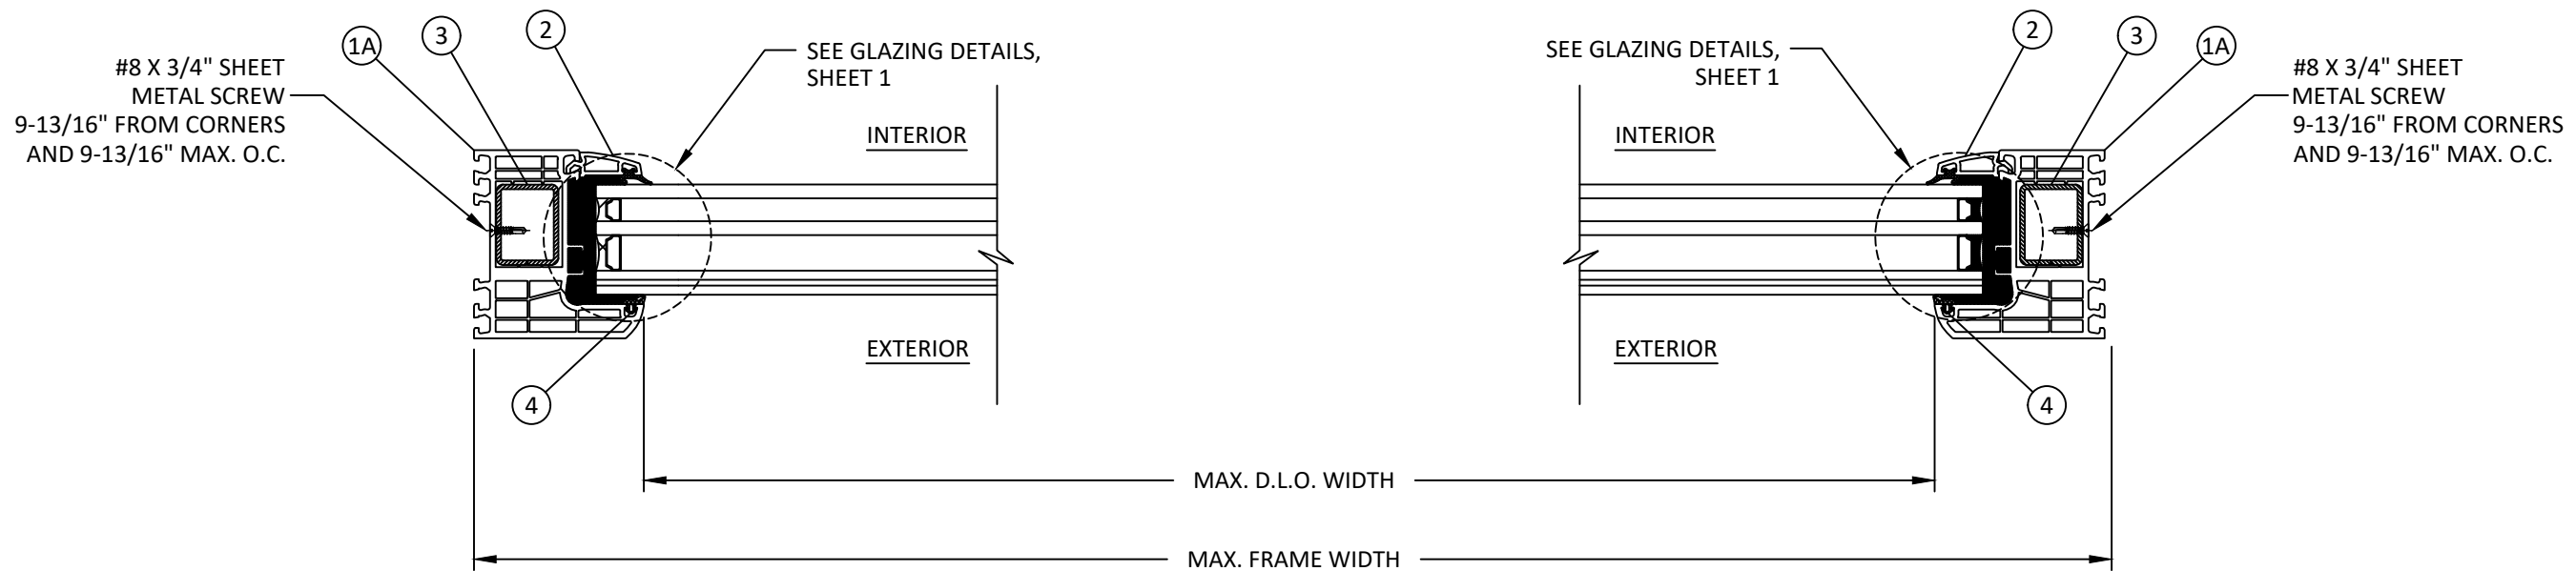 1A
3
2
#8 X 3/4" SHEET
METAL SCREW
9-13/16" FROM CORNERS
AND 9-13/16" MAX. O.C.
SEE GLAZING DETAILS,
SHEET 1
INTERIOR
EXTERIOR
4
SEE GLAZING DETAILS,
SHEET 1
2
3
1A
#8 X 3/4" SHEET
METAL SCREW
9-13/16" FROM CORNERS
AND 9-13/16" MAX. O.C.
INTERIOR
EXTERIOR
4
MAX. D.L.O. WIDTH
MAX. FRAME WIDTH